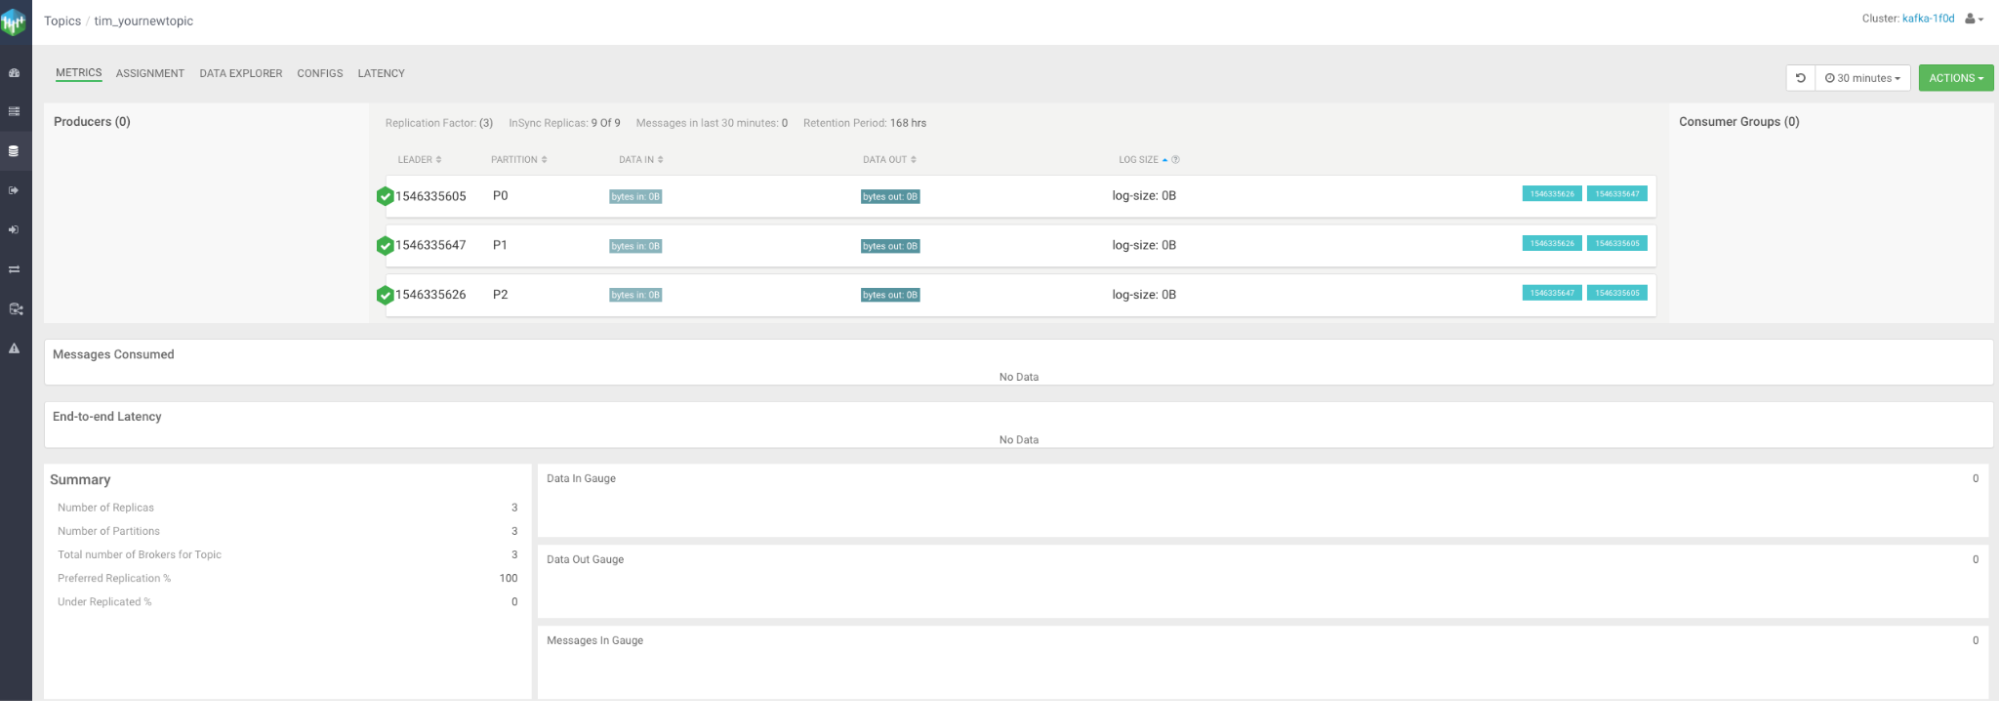 Topics / tim_yournewtopic
Cluster: kafka-1f0d
METRICS ASSIGNMENT DATA EXPLORER CONFIGS LATENCY
30 minutes ACTIONS
Producers (0)
Replication Factor: (3) InSync Replicas: 9 Of 9 Messages in last 30 minutes: 0 Retention Period: 168 hrs
Consumer Groups (0)
LEADER PARTITION DATA IN DATA OUT LOG SIZE
1546335605 P0 bytes in: 0B bytes out: 0B log-size: 0B 1546335626 1546335647
1546335647 P1 bytes in: 0B bytes out: 0B log-size: 0B 1546335626 1546335605
1546335626 P2 bytes in: 0B bytes out: 0B log-size: 0B 1546335647 1546335605
Messages Consumed
No Data
End-to-end Latency
No Data
Summary
Number of Replicas 3
Number of Partitions 3
Total number of Brokers for Topic 3
Preferred Replication % 100
Under Replicated % 0
Data In Gauge 0
Data Out Gauge 0
Messages In Gauge 0